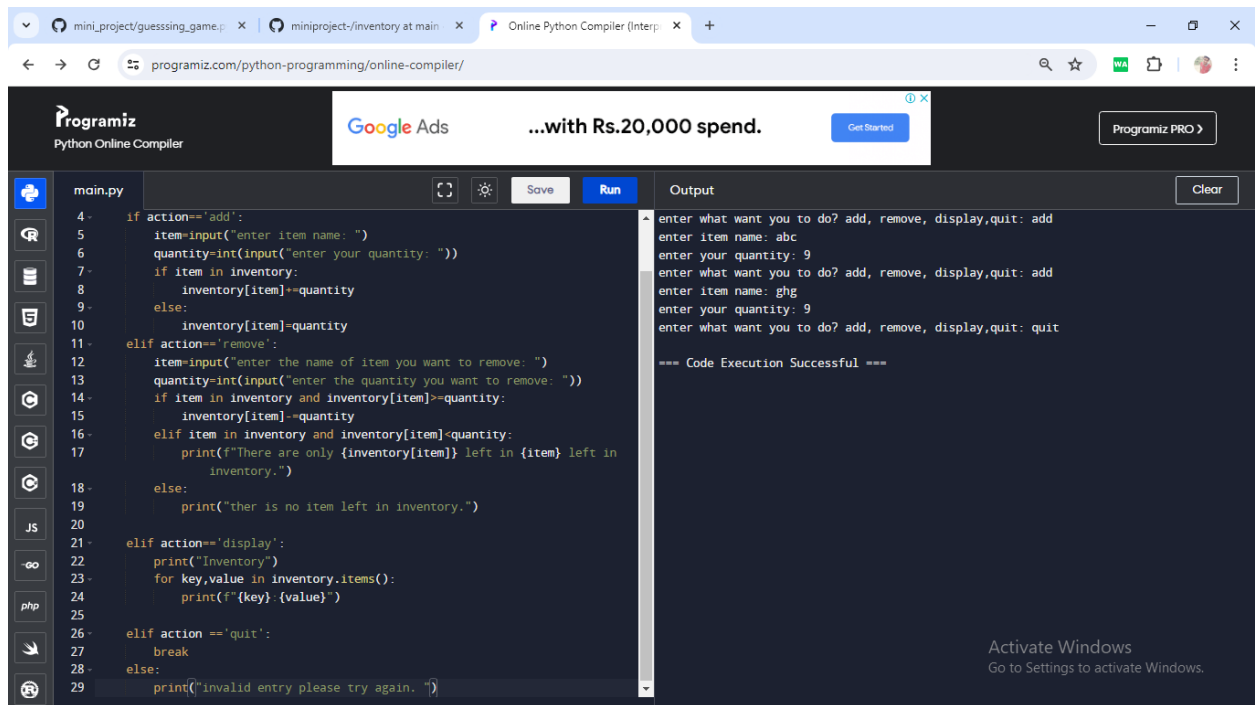 mini_project/guesssing_game.p
miniproject-/inventory at main
Online Python Compiler (Interp
programiz.com/python-programming/online-compiler/
WA
Programiz
Python Online Compiler
Google Ads
...with Rs.20,000 spend.
Get Started
Programiz PRO
main.py
Save
Run
Output
Clear
4 if action=='add':
5 item=input("enter item name: ")
6 quantity=int(input("enter your quantity: "))
7 if item in inventory:
8 inventory[item]+=quantity
9 else:
10 inventory[item]=quantity
11 elif action=='remove':
12 item=input("enter the name of item you want to remove: ")
13 quantity=int(input("enter the quantity you want to remove: "))
14 if item in inventory and inventory[item]>=quantity:
15 inventory[item]-=quantity
16 elif item in inventory and inventory[item]<quantity:
17 print(f"There are only {inventory[item]} left in {item} left in
inventory.")
18 else:
19 print("ther is no item left in inventory.")
20
21 elif action=='display':
22 print("Inventory")
23 for key,value in inventory.items():
24 print(f"{key}:{value}")
25
26 elif action =='quit':
27 break
28 else:
29 print("invalid entry please try again. ")
enter what want you to do? add, remove, display,quit: add
enter item name: abc
enter your quantity: 9
enter what want you to do? add, remove, display,quit: add
enter item name: ghg
enter your quantity: 9
enter what want you to do? add, remove, display,quit: quit
=== Code Execution Successful ===
JS
-GO
php
Activate Windows
Go to Settings to activate Windows.